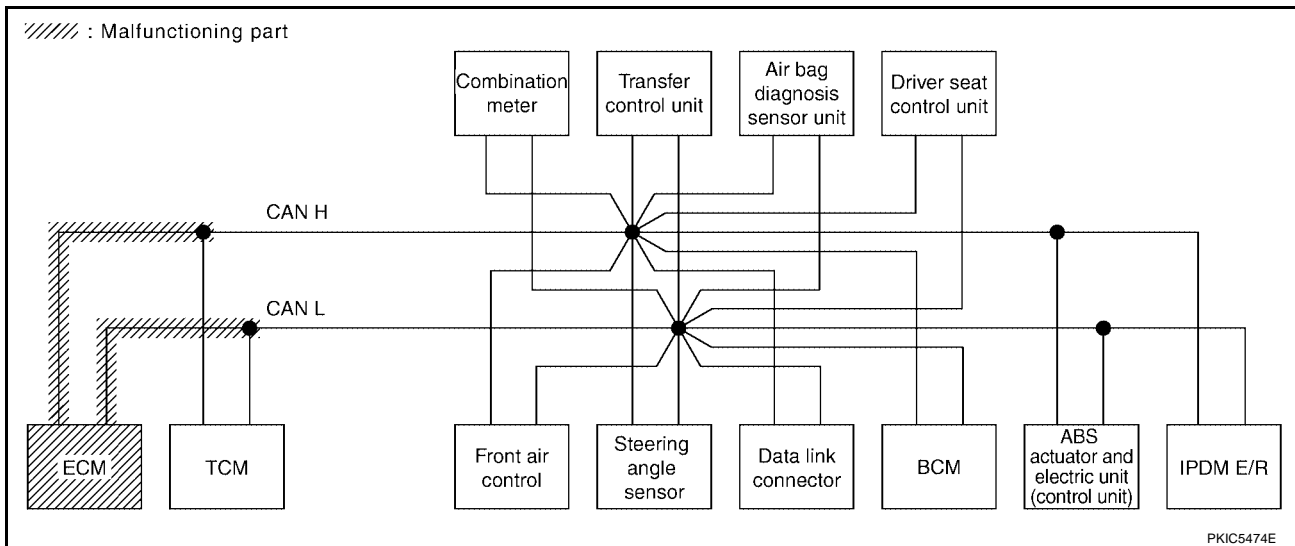 : Malfunctioning part
Combination
meter
Transfer
control unit
Air bag
diagnosis
sensor unit
Driver seat
control unit
CAN H
CAN L
ECM
TCM
Front air
control
Steering
angle
sensor
Data link
connector
BCM
ABS
actuator and
electric unit
(control unit)
IPDM E/R
PKIC5474E